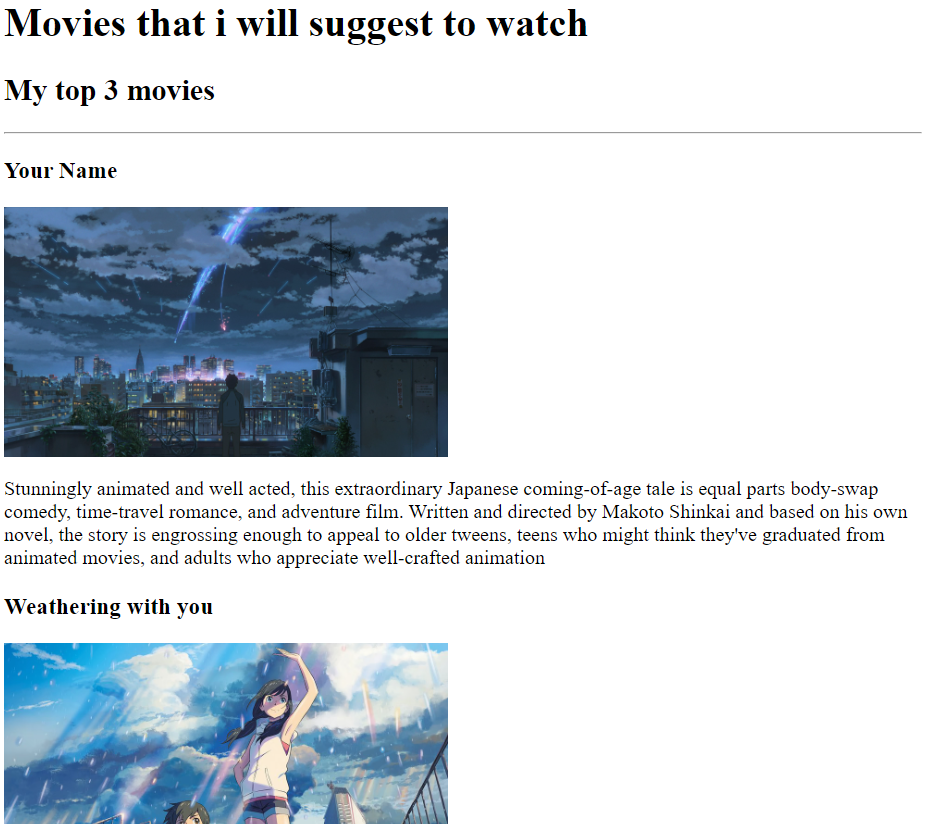 Movies that i will suggest to watch
My top 3 movies
Your Name
Stunningly animated and well acted, this extraordinary Japanese coming-of-age tale is equal parts body-swap
comedy, time-travel romance, and adventure film. Written and directed by Makoto Shinkai and based on his own
novel, the story is engrossing enough to appeal to older tweens, teens who might think they've graduated from
animated movies, and adults who appreciate well-crafted animation
Weathering with you